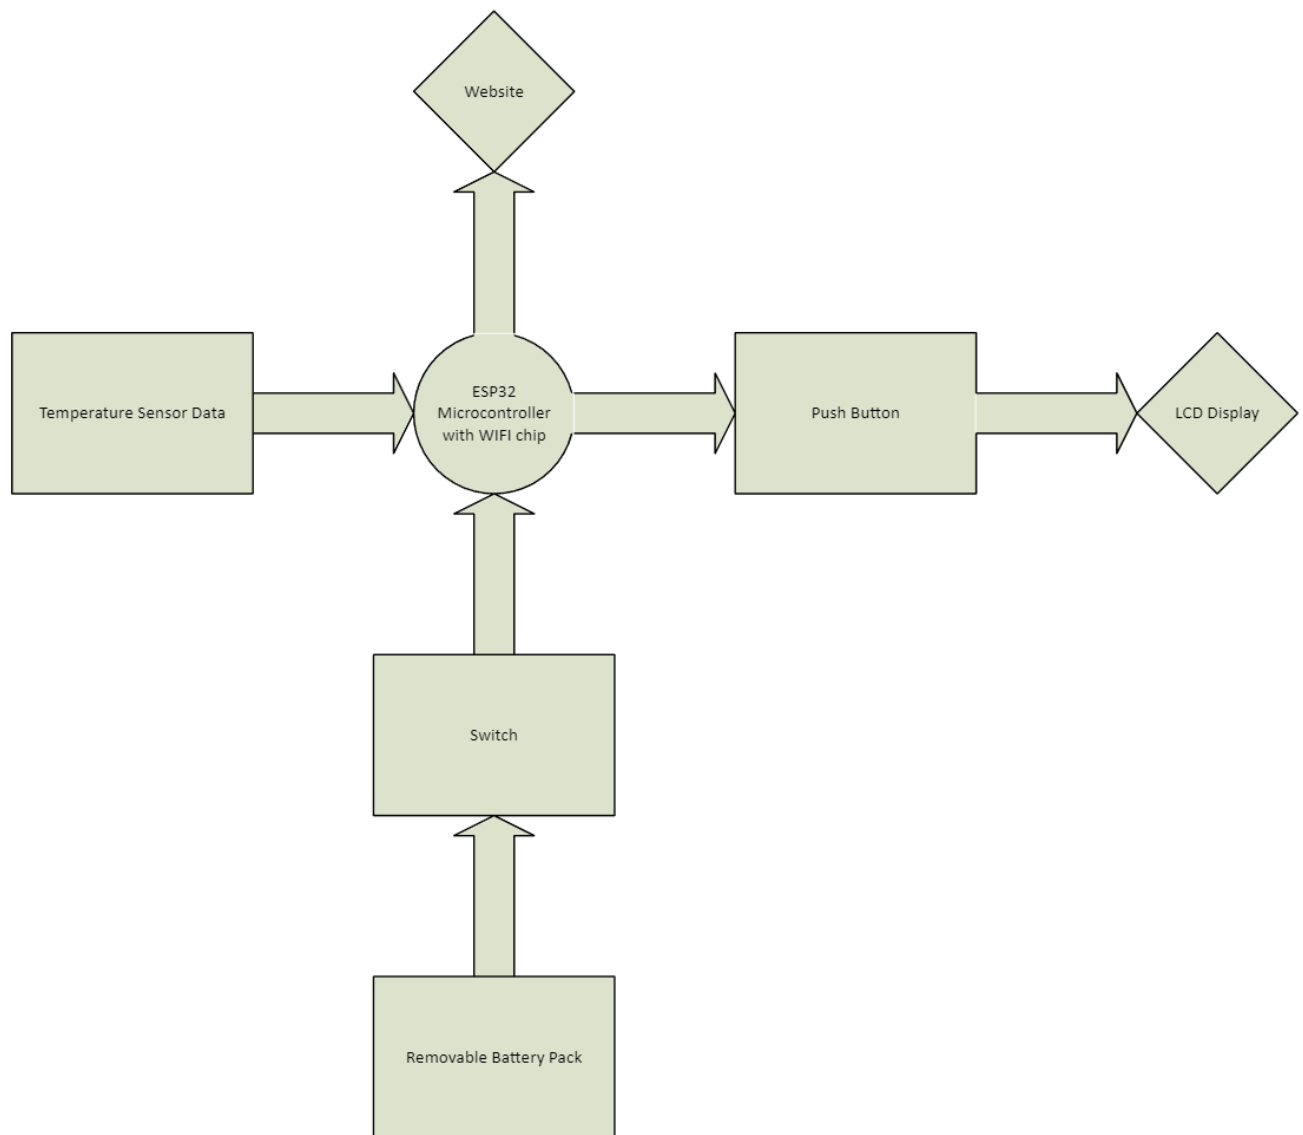 Website
Temperature Sensor Data
ESP32
Microcontroller
with WIFI chip
Push Button
LCD Display
Switch
Removable Battery Pack